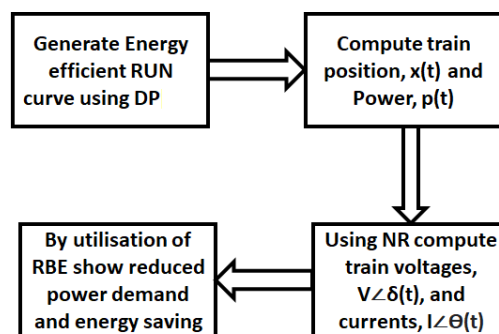 Generate Energy
efficient RUN
curve using DP
Compute train
position, x(t) and
Power, p(t)
Using NR compute
train voltages,
V∠δ(t), and
currents, I∠Ө(t)
By utilisation of
RBE show reduced
power demand
and energy saving